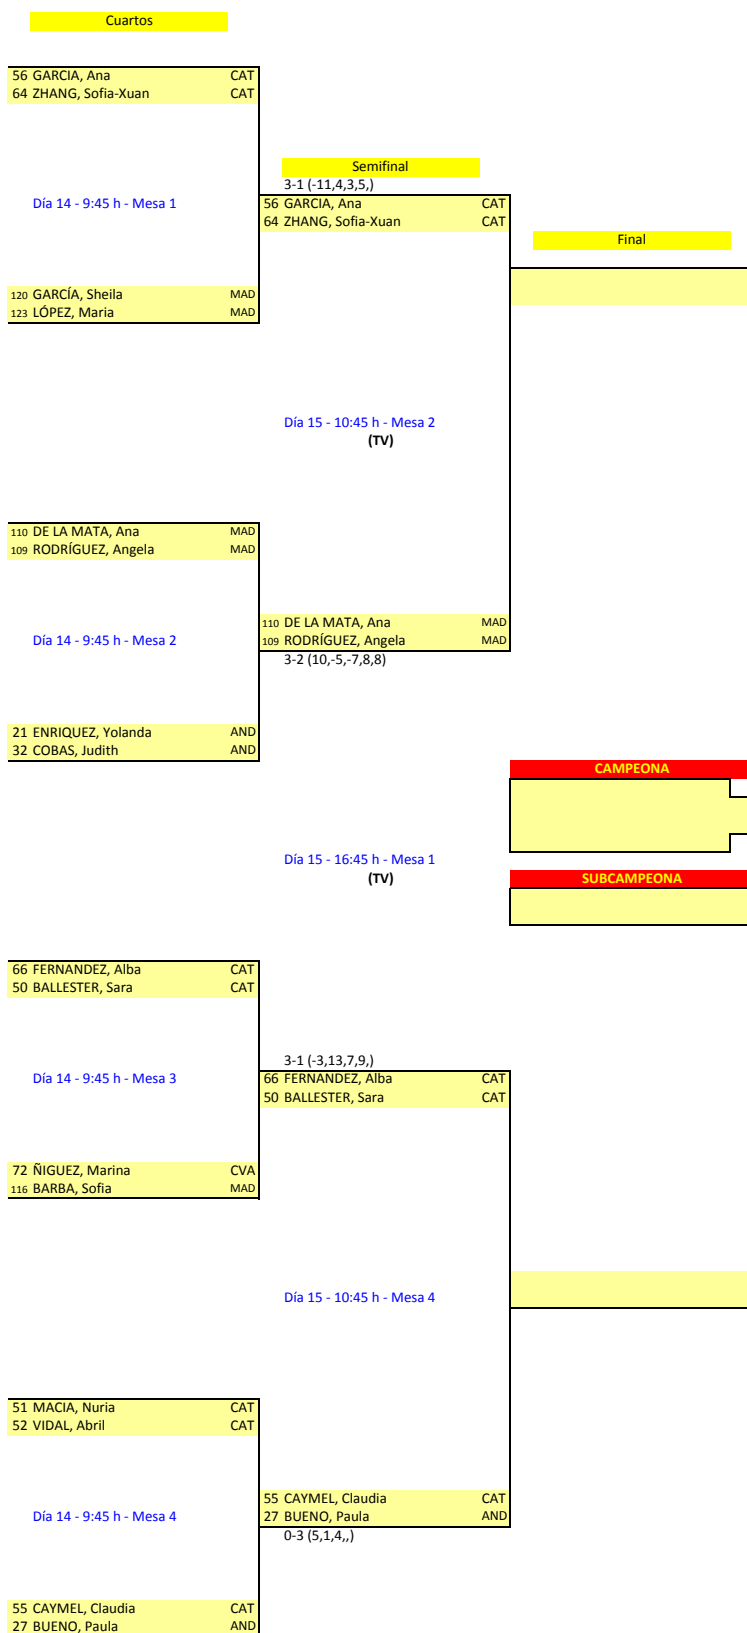 Cuartos
56 GARCIA, Ana CAT
64 ZHANG, Sofia-Xuan CAT
Semifinal
3-1 (-11,4,3,5,)
Día 14 - 9:45 h - Mesa 1
56 GARCIA, Ana CAT
64 ZHANG, Sofia-Xuan CAT
Final
120 GARCÍA, Sheila MAD
123 LÓPEZ, Maria MAD
Día 15 - 10:45 h - Mesa 2
(TV)
110 DE LA MATA, Ana MAD
109 RODRÍGUEZ, Angela MAD
Día 14 - 9:45 h - Mesa 2
110 DE LA MATA, Ana MAD
109 RODRÍGUEZ, Angela MAD
3-2 (10,-5,-7,8,8)
21 ENRIQUEZ, Yolanda AND
32 COBAS, Judith AND
CAMPEONA
Día 15 - 16:45 h - Mesa 1
(TV)
SUBCAMPEONA
66 FERNANDEZ, Alba CAT
50 BALLESTER, Sara CAT
3-1 (-3,13,7,9,)
Día 14 - 9:45 h - Mesa 3
66 FERNANDEZ, Alba CAT
50 BALLESTER, Sara CAT
72 ÑIGUEZ, Marina CVA
116 BARBA, Sofia MAD
Día 15 - 10:45 h - Mesa 4
51 MACIA, Nuria CAT
52 VIDAL, Abril CAT
Día 14 - 9:45 h - Mesa 4
55 CAYMEL, Claudia CAT
27 BUENO, Paula AND
0-3 (5,1,4,,)
55 CAYMEL, Claudia CAT
27 BUENO, Paula AND